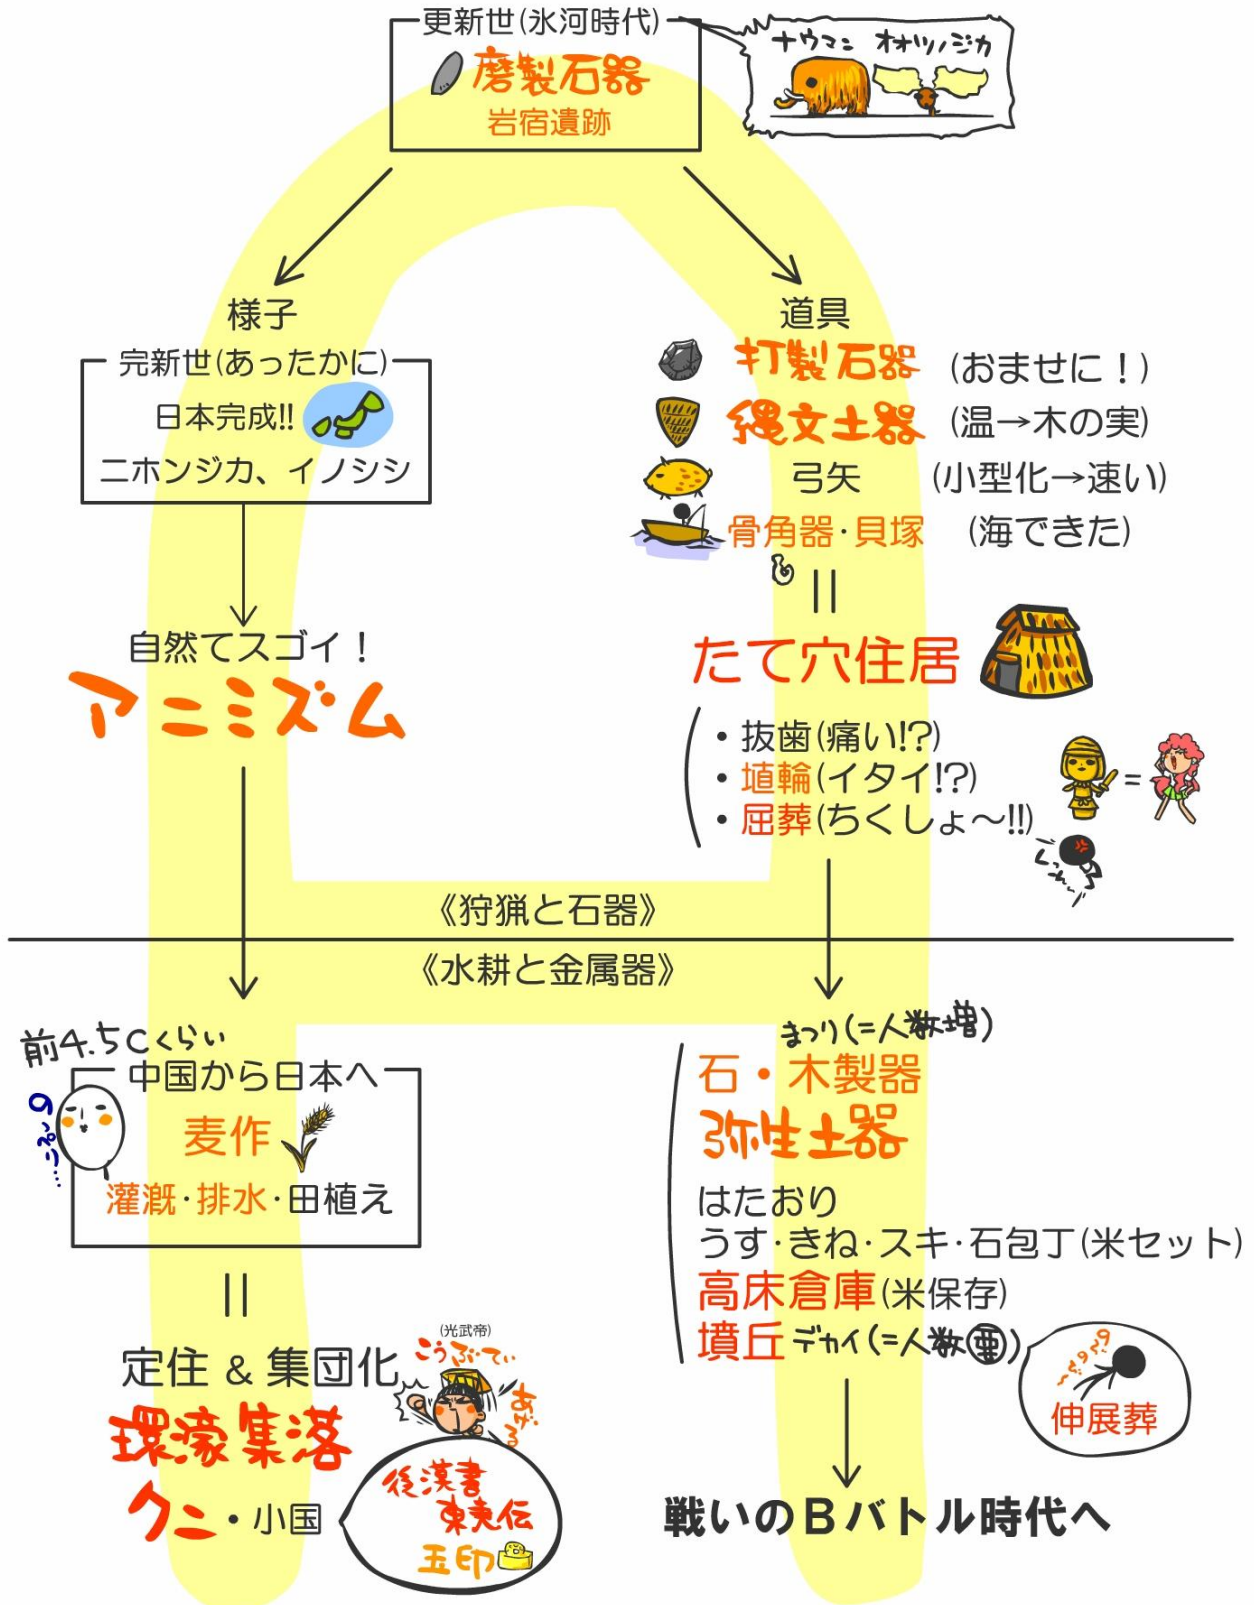 更新世(氷河時代)
磨製石器
岩宿遺跡
ナウマン オオツノジカ
様子
完新世(あったかに)
日本完成!!
ニホンジカ、イノシシ
自然てスゴイ!
アニミズム
道具
打製石器 (おませに!)
縄文土器 (温→木の実)
弓矢 (小型化→速い)
骨角器・貝塚 (海できた)
||
たて穴住居
・抜歯(痛い!?)
・埴輪(イタイ!?)
=
・屈葬(ちくしょ〜!!)
《狩猟と石器》
《水耕と金属器》
前4.5Cくらい
中国から日本へ
麦作
灌漑・排水・田植え
||
定住 & 集団化
環濠集落
クニ・小国
(光武帝)
こうぶてい
あげる
後漢書
東夷伝
玉印
まつり(=人数増)
石・木製器
弥生土器
はたおり
うす・きね・スキ・石包丁(米セット)
高床倉庫(米保存)
墳丘 デカイ(=人数重)
伸展葬
戦いのBバトル時代へ